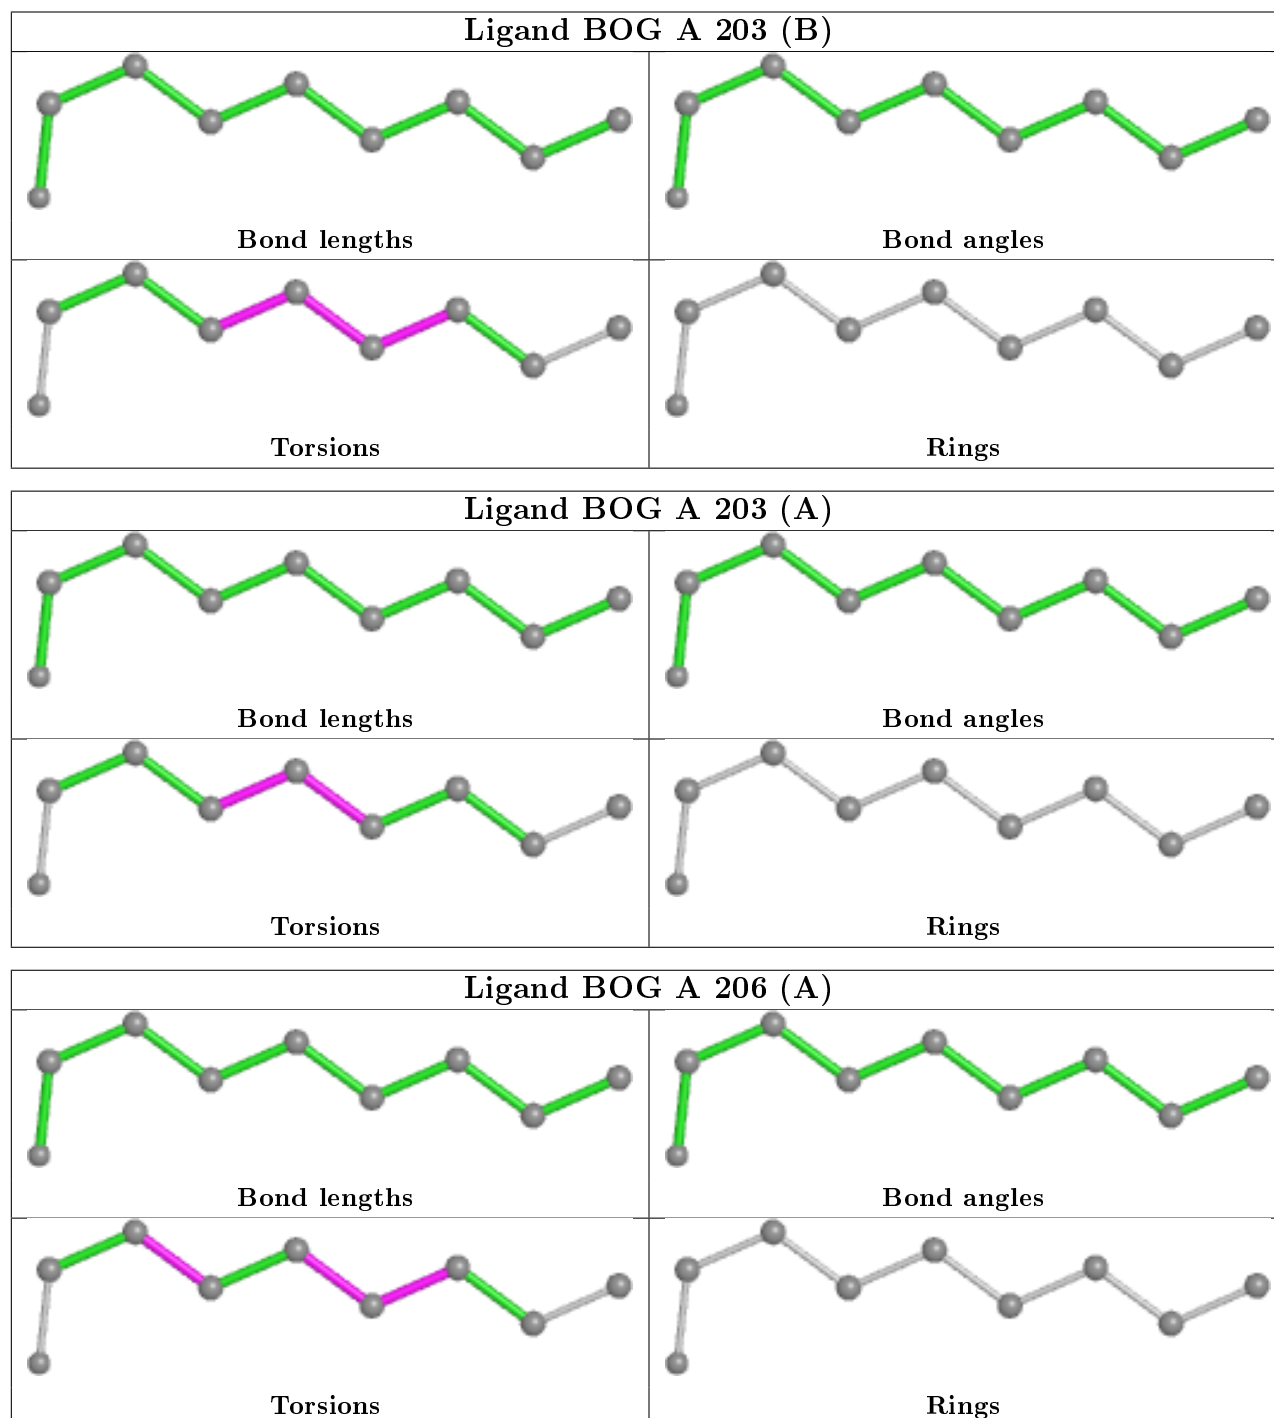 Ligand BOG A 203 (B)
Bond lengths
Bond angles
Torsions
Rings
Ligand BOG A 203 (A)
Bond lengths
Bond angles
Torsions
Rings
Ligand BOG A 206 (A)
Bond lengths
Bond angles
Torsions
Rings